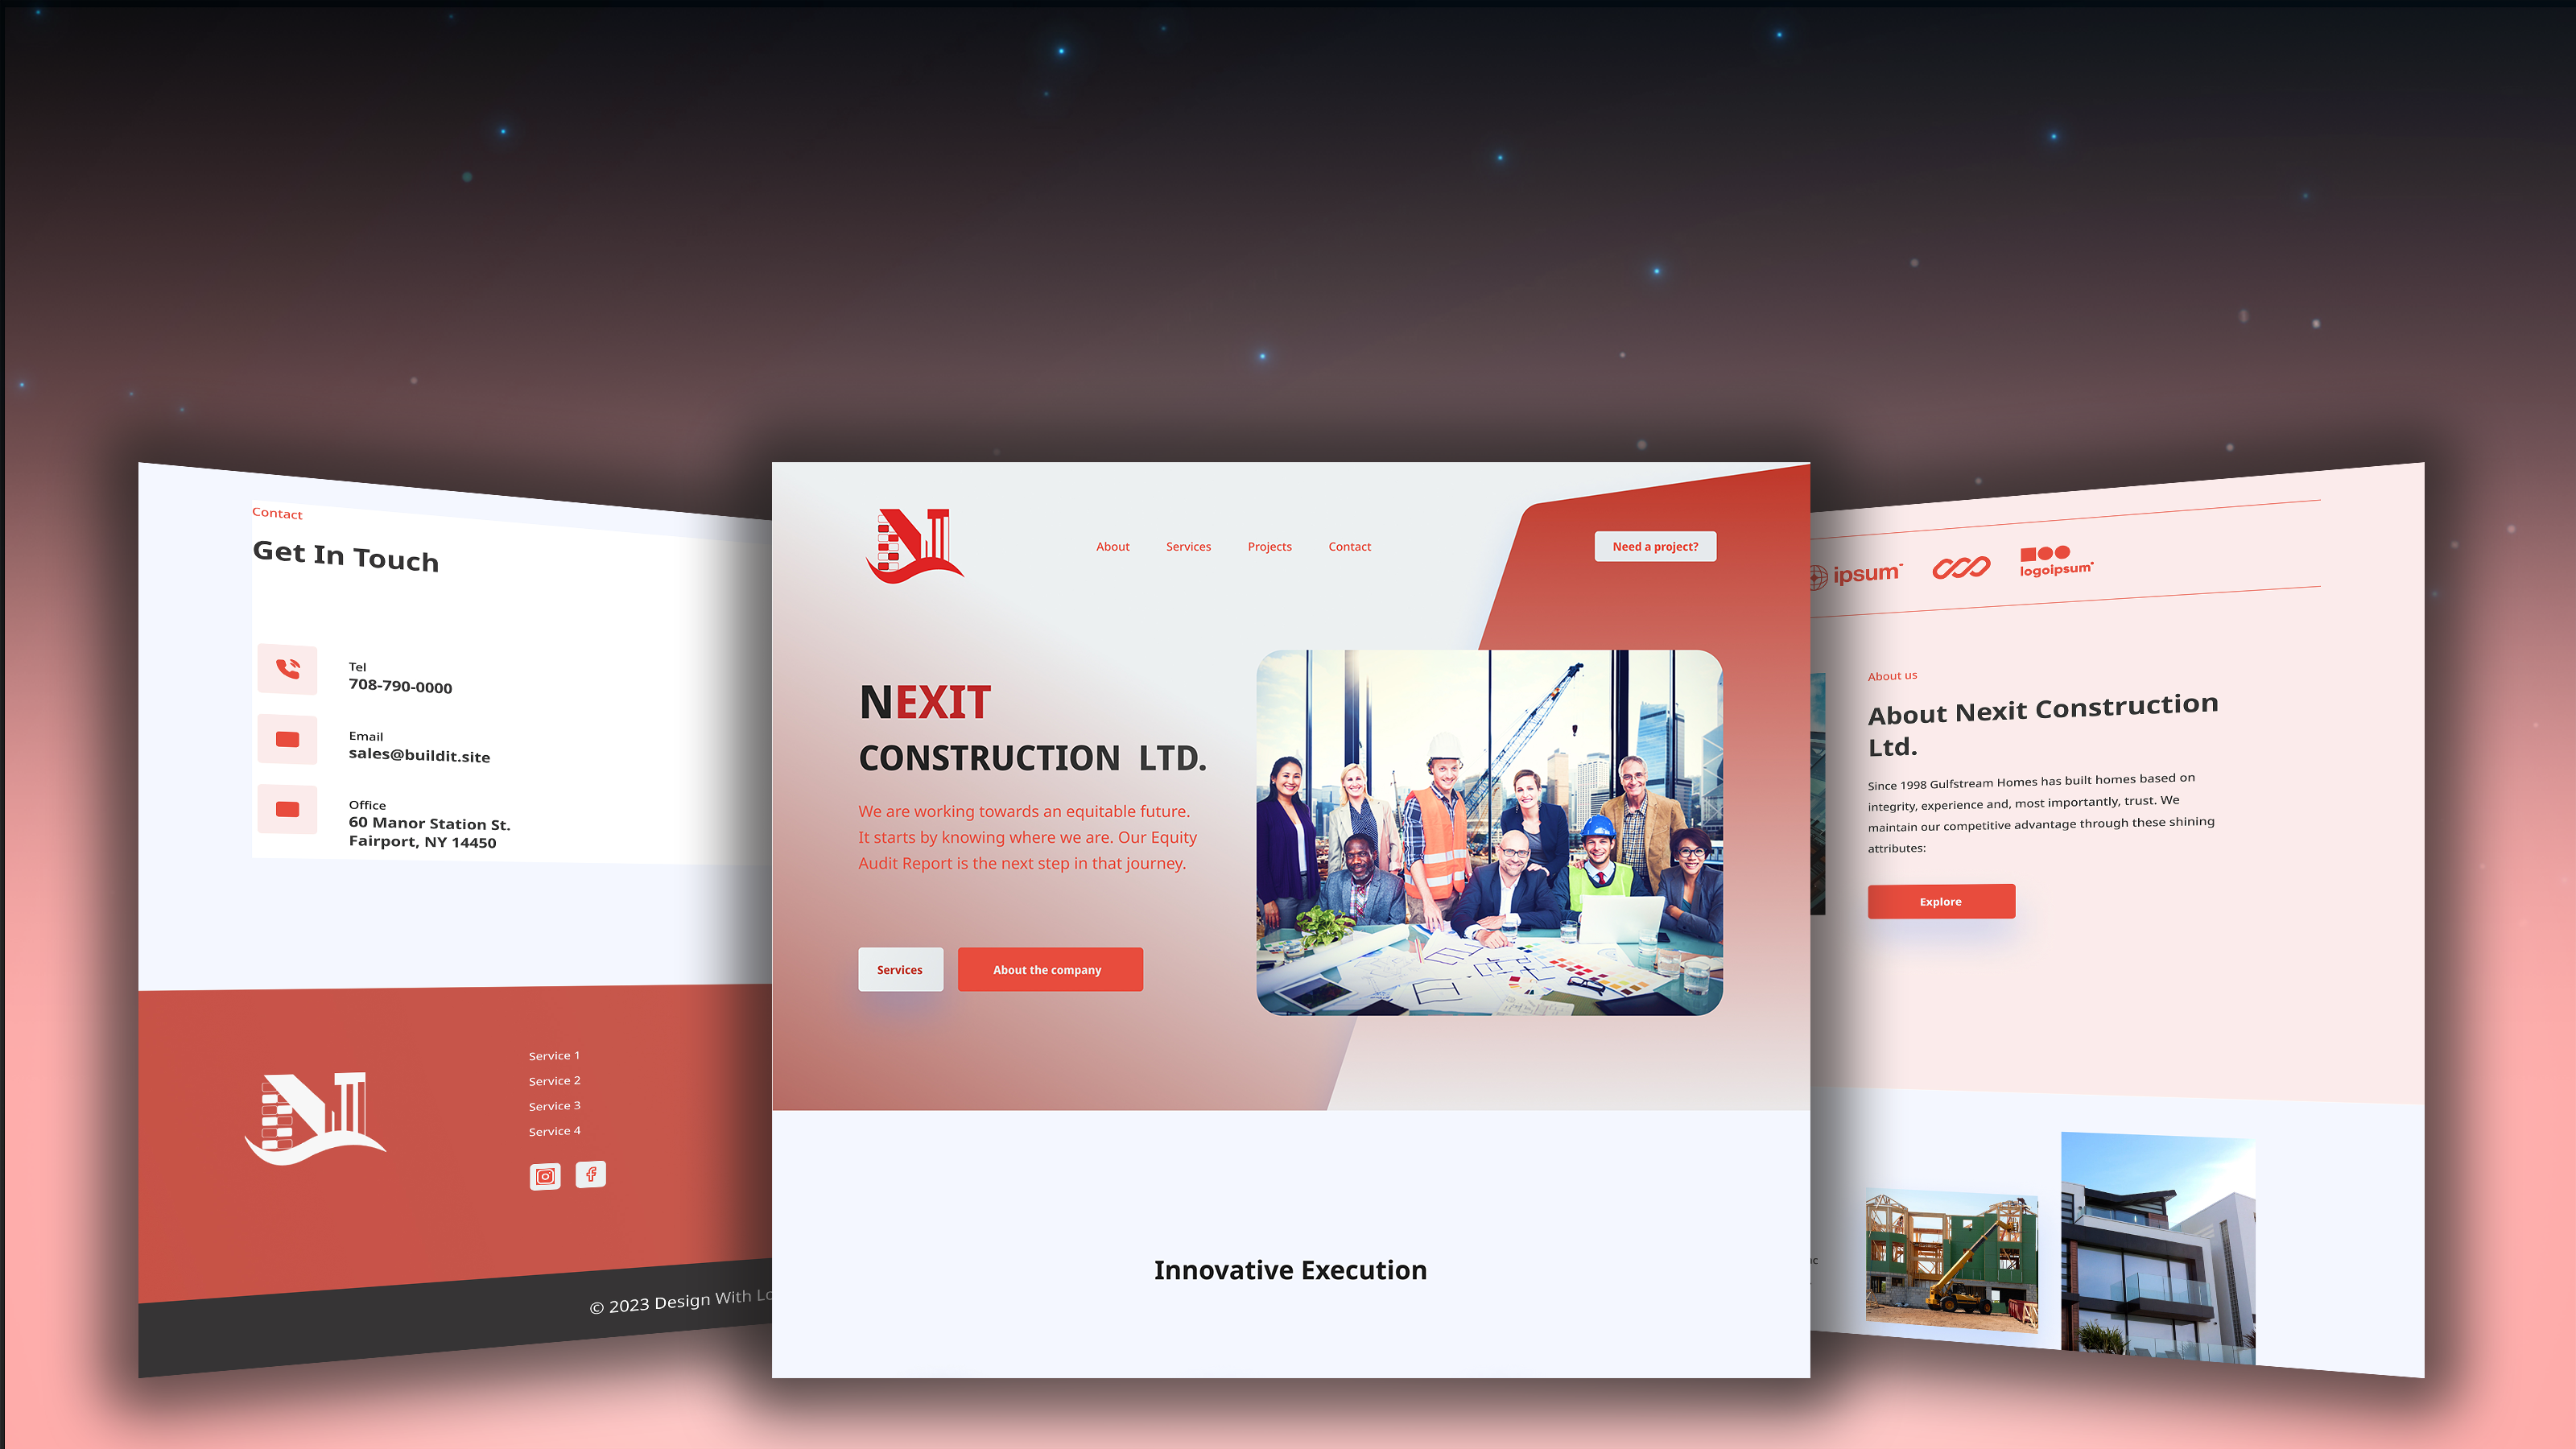 Contact
Get In Touch
Tel
708-790-0000
Email
sales@buildit.site
Office
60 Manor Station St.
Fairport, NY 14450
Service 1
Service 2
Service 3
Service 4
© 2023 Design With
About Services Projects Contact
Need a project?
NEXIT
CONSTRUCTION LTD.
We are working towards an equitable future.
It starts by knowing where we are. Our Equity
Audit Report is the next step in that journey.
Services
About the company
Innovative Execution
ipsum
logoipsum
About us
About Nexit Construction
Ltd.
Since 1998 Gulfstream Homes has built homes based on
integrity, experience and, most importantly, trust. We
maintain our competitive advantage through these shining
attributes:
Explore